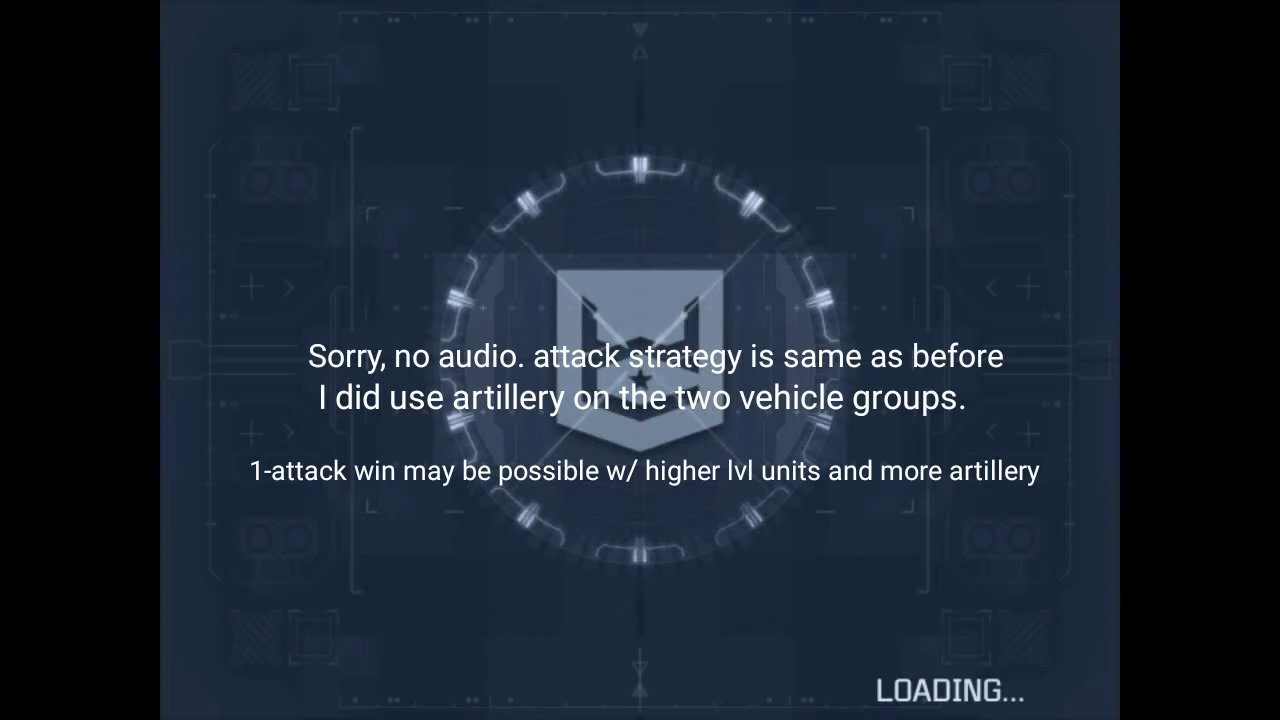 Sorry, no audio. attack strategy is same as before
I did use artillery on the two vehicle groups.
1-attack win may be possible w/ higher lvl units and more artillery
LOADING...